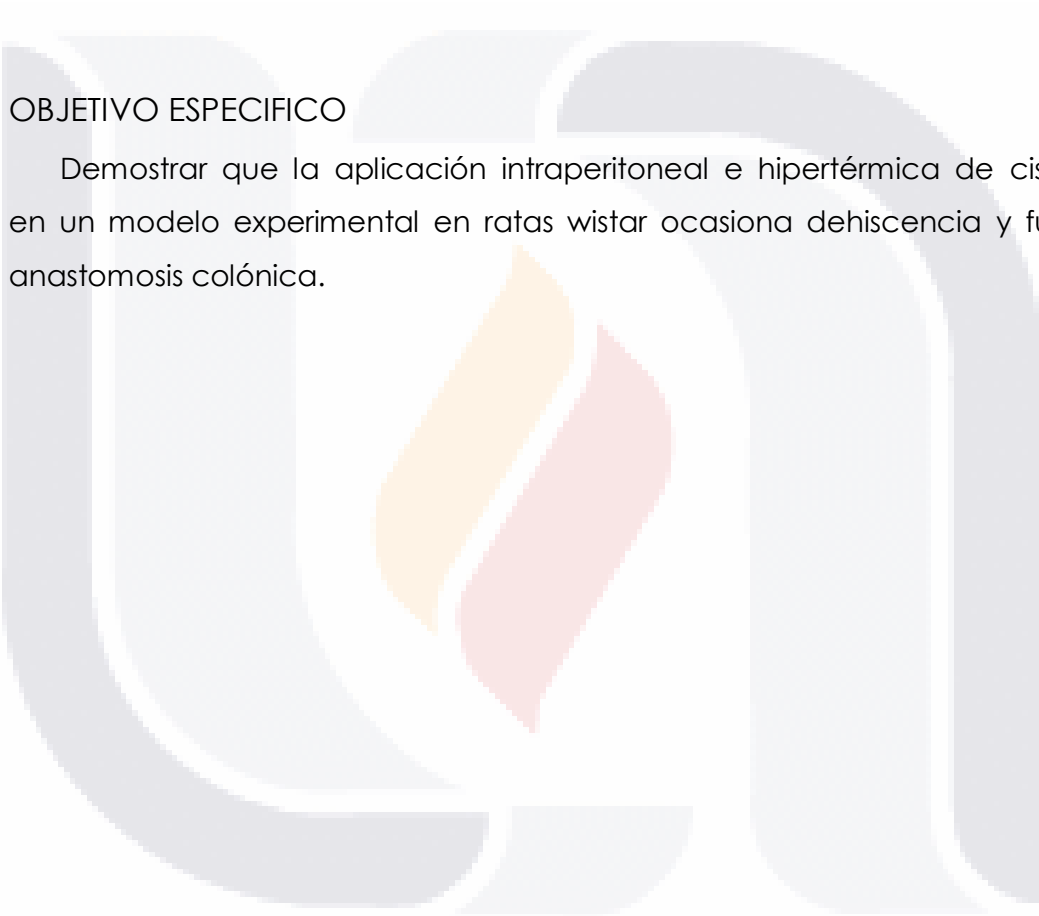 OBJETIVO ESPECIFICO
Demostrar que la aplicación intraperitoneal e hipertérmica de
en un modelo experimental en ratas wistar ocasiona dehiscencia y
anastomosis colónica.